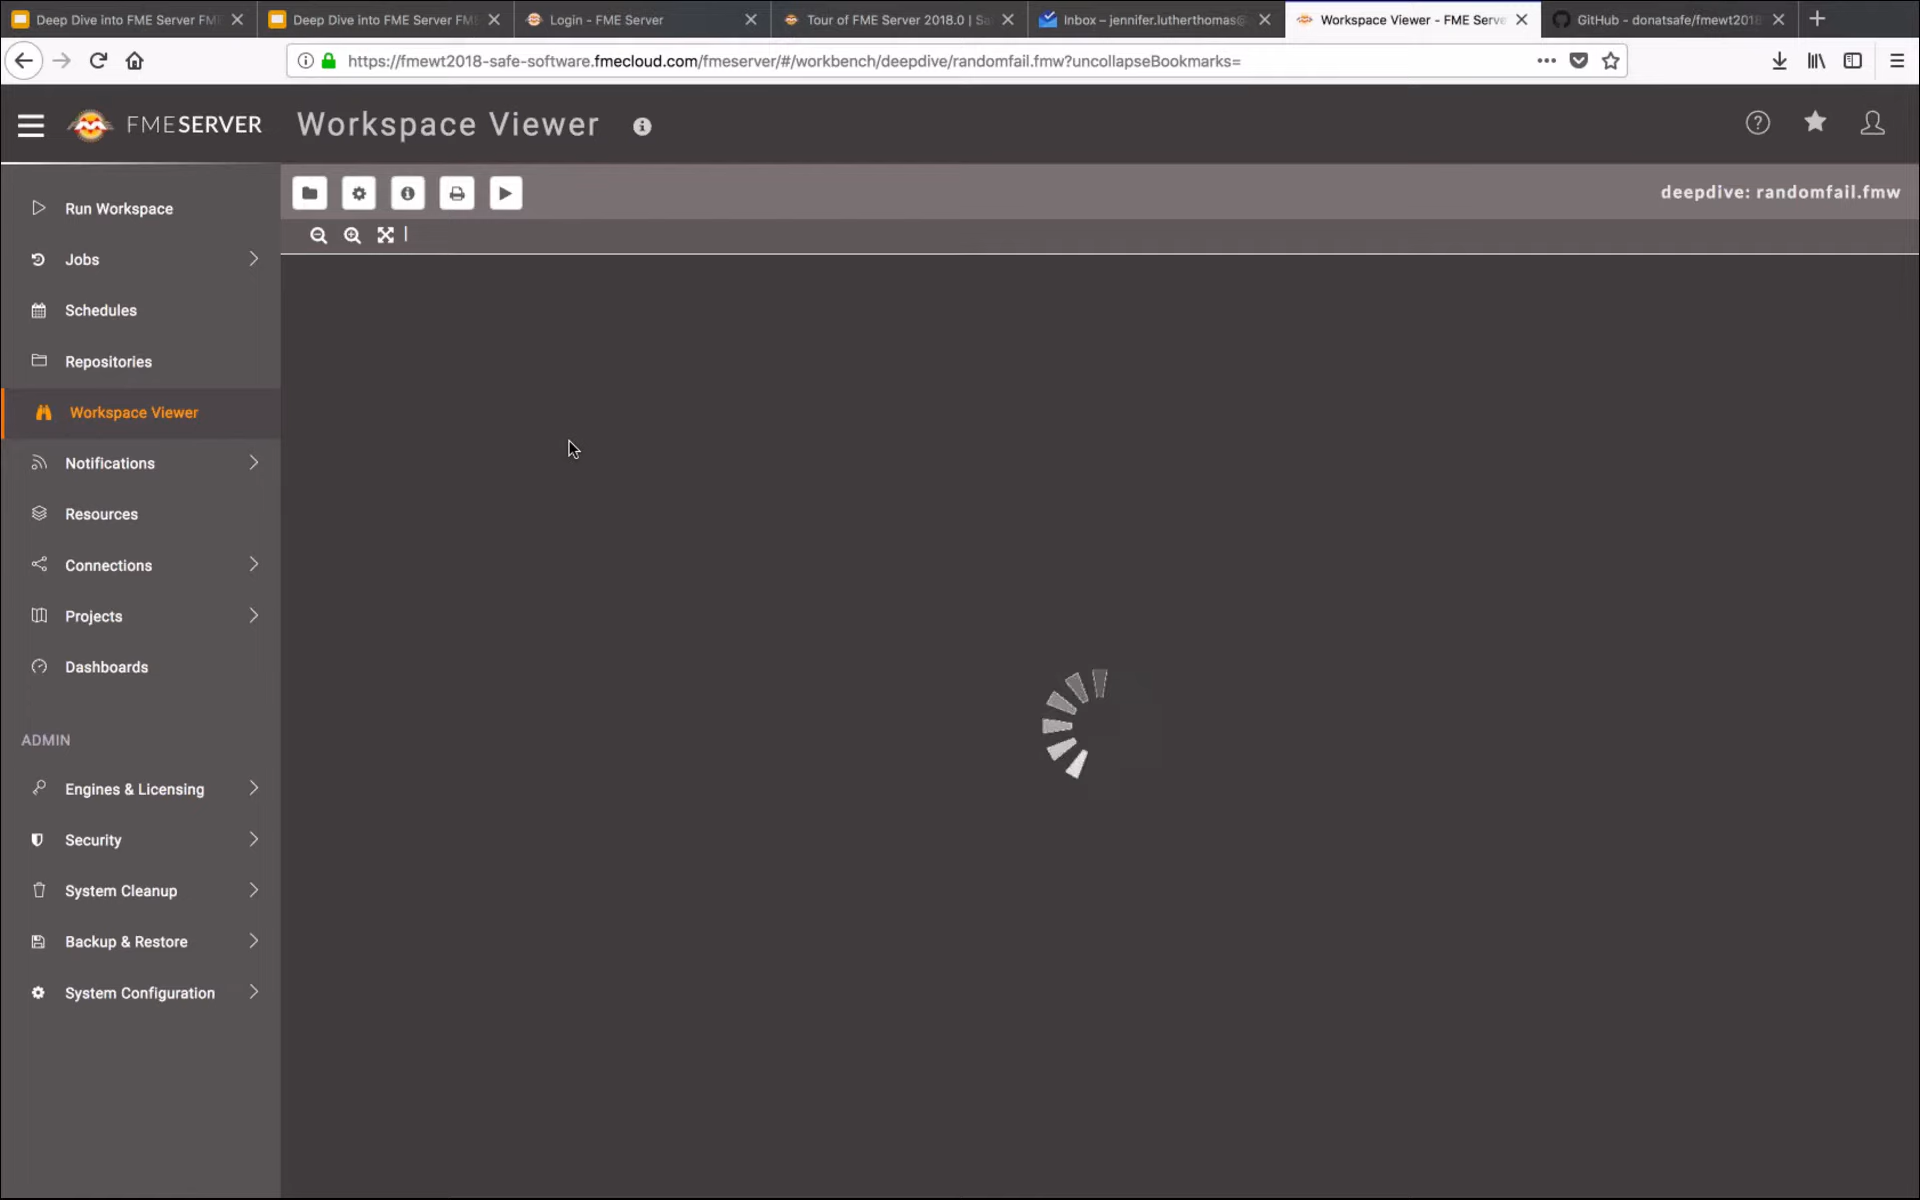 Deep Dive into FME Server FM
Deep Dive into FME Server FM
Login - FME Server
Tour of FME Server 2018.0 | Sa
Inbox – jennifer.lutherthomas@
Workspace Viewer - FME Serve
GitHub - donatsafe/fmewt2018
https://fmewt2018-safe-software.fmecloud.com/fmeserver/#/workbench/deepdive/randomfail.fmw?uncollapseBookmarks=
FMESERVER
Workspace Viewer
deepdive: randomfail.fmw
Run Workspace
Jobs
Schedules
Repositories
Workspace Viewer
Notifications
Resources
Connections
Projects
Dashboards
ADMIN
Engines & Licensing
Security
System Cleanup
Backup & Restore
System Configuration